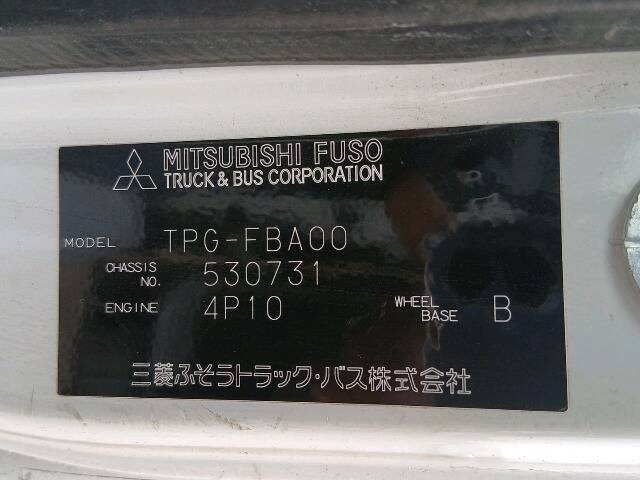 MITSUBISHI FUSO
TRUCK & BUS CORPORATION
MODEL TPG-FBA00
CHASSIS NO. 530731
ENGINE 4P10 WHEEL BASE B
三菱ふそうトラック・バス株式会社